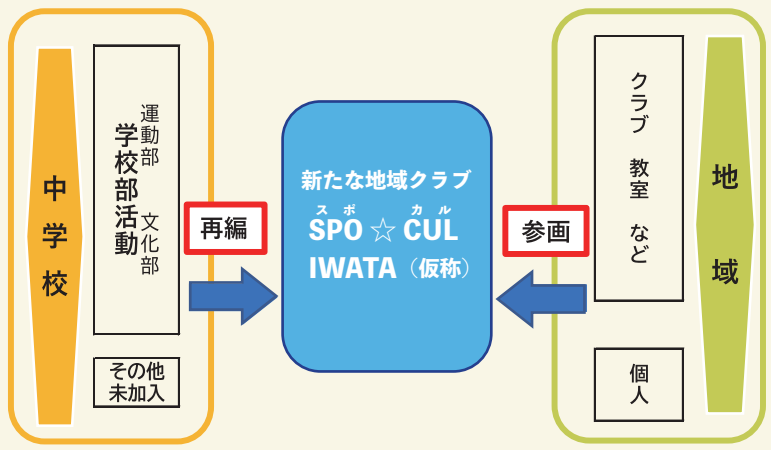 中学校
学校部活動
運動部 文化部
その他
未加入
再編
新たな地域クラブ
スポ カル
SPO☆CUL
IWATA（仮称）
参画
クラブ 教室 など
個人
地域